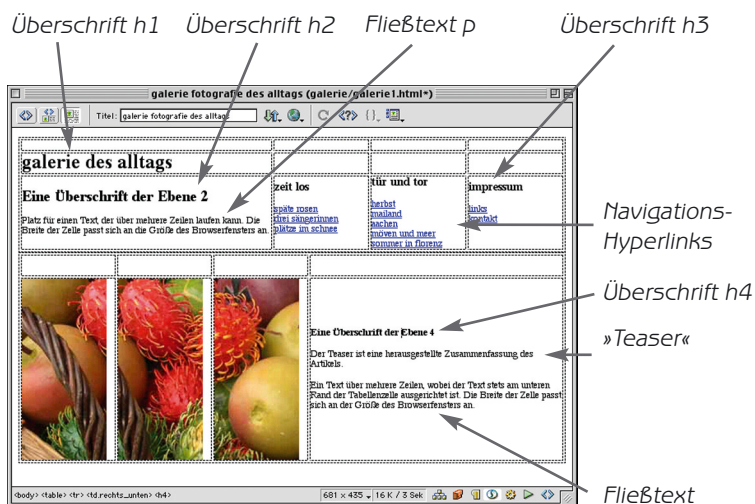 Überschrift h1 Überschrift h2 Fließtext p Überschrift h3
galerie fotografie des alltags (galerie/galerie1.html*)
Titel: galerie fotografie des alltags
galerie des alltags
Eine Überschrift der Ebene 2
Platz für einen Text, der über mehrere Zeilen laufen kann. Die
Breite der Zelle passt sich an die Größe des Browserfensters an.
zeit los
späte rosen
drei sängerinnen
plätze im schnee
tür und tor
herbst
mailand
aachen
möven und meer
sommer in florenz
impressum
links
kontakt
Navigations-
Hyperlinks
Überschrift h4
»Teaser«
Eine Überschrift der Ebene 4
Der Teaser ist eine herausgestellte Zusammenfassung des
Artikels.
Ein Text über mehrere Zeilen, wobei der Text stets am unteren
Rand der Tabellenzelle ausgerichtet ist. Die Breite der Zelle passt
sich an der Größe des Browserfensters an.
Fließtext
<body> <table> <tr> <td.rechts_unten> <h4> 681 x 435 16 K / 3 Sek